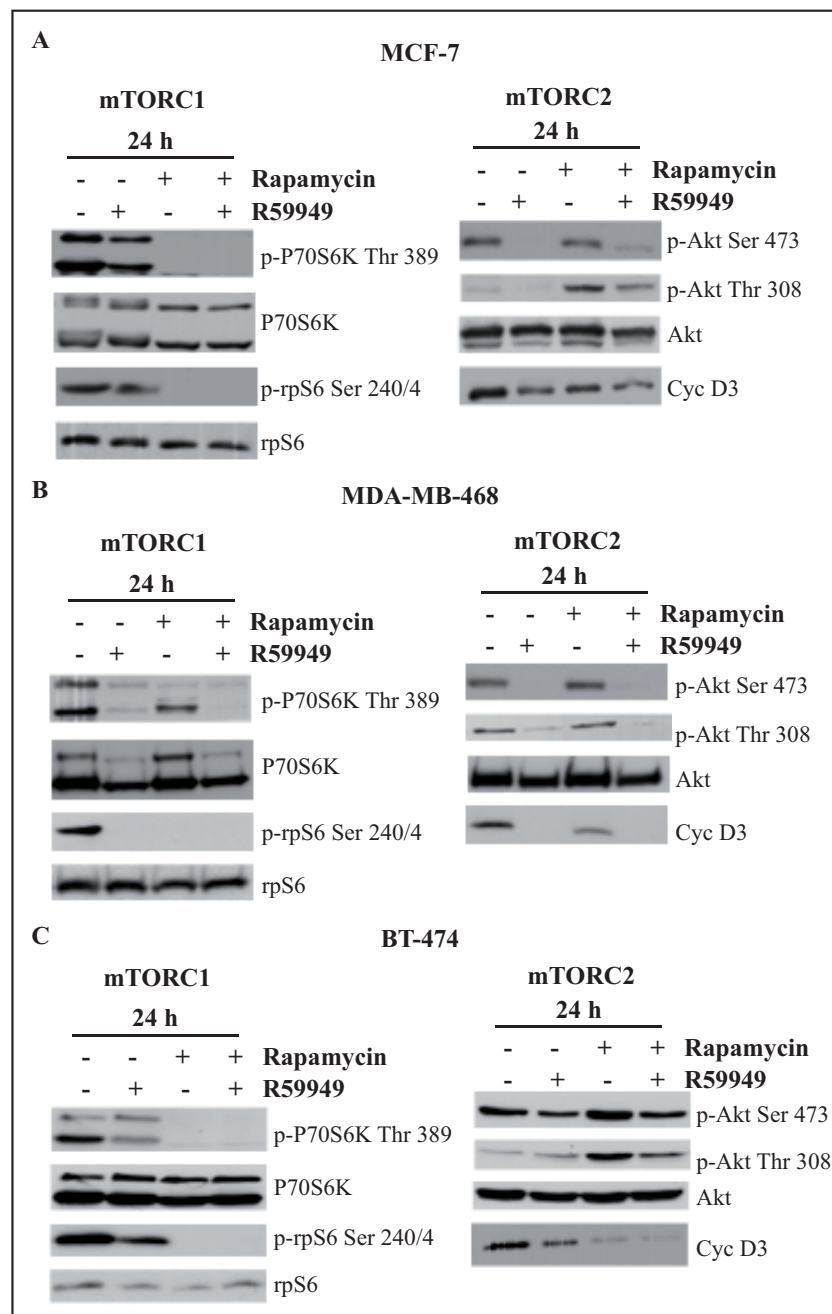 A
MCF-7
mTORC1
24 h
- - + + Rapamycin
- + - + R59949
p-P70S6K Thr 389
P70S6K
p-rpS6 Ser 240/4
rpS6
mTORC2
24 h
- - + + Rapamycin
- + - + R59949
p-Akt Ser 473
p-Akt Thr 308
Akt
Cyc D3
B
MDA-MB-468
mTORC1
24 h
- - + + Rapamycin
- + - + R59949
p-P70S6K Thr 389
P70S6K
p-rpS6 Ser 240/4
rpS6
mTORC2
24 h
- - + + Rapamycin
- + - + R59949
p-Akt Ser 473
p-Akt Thr 308
Akt
Cyc D3
C
BT-474
mTORC1
24 h
- - + + Rapamycin
- + - + R59949
p-P70S6K Thr 389
P70S6K
p-rpS6 Ser 240/4
rpS6
mTORC2
24 h
- - + + Rapamycin
- + - + R59949
p-Akt Ser 473
p-Akt Thr 308
Akt
Cyc D3